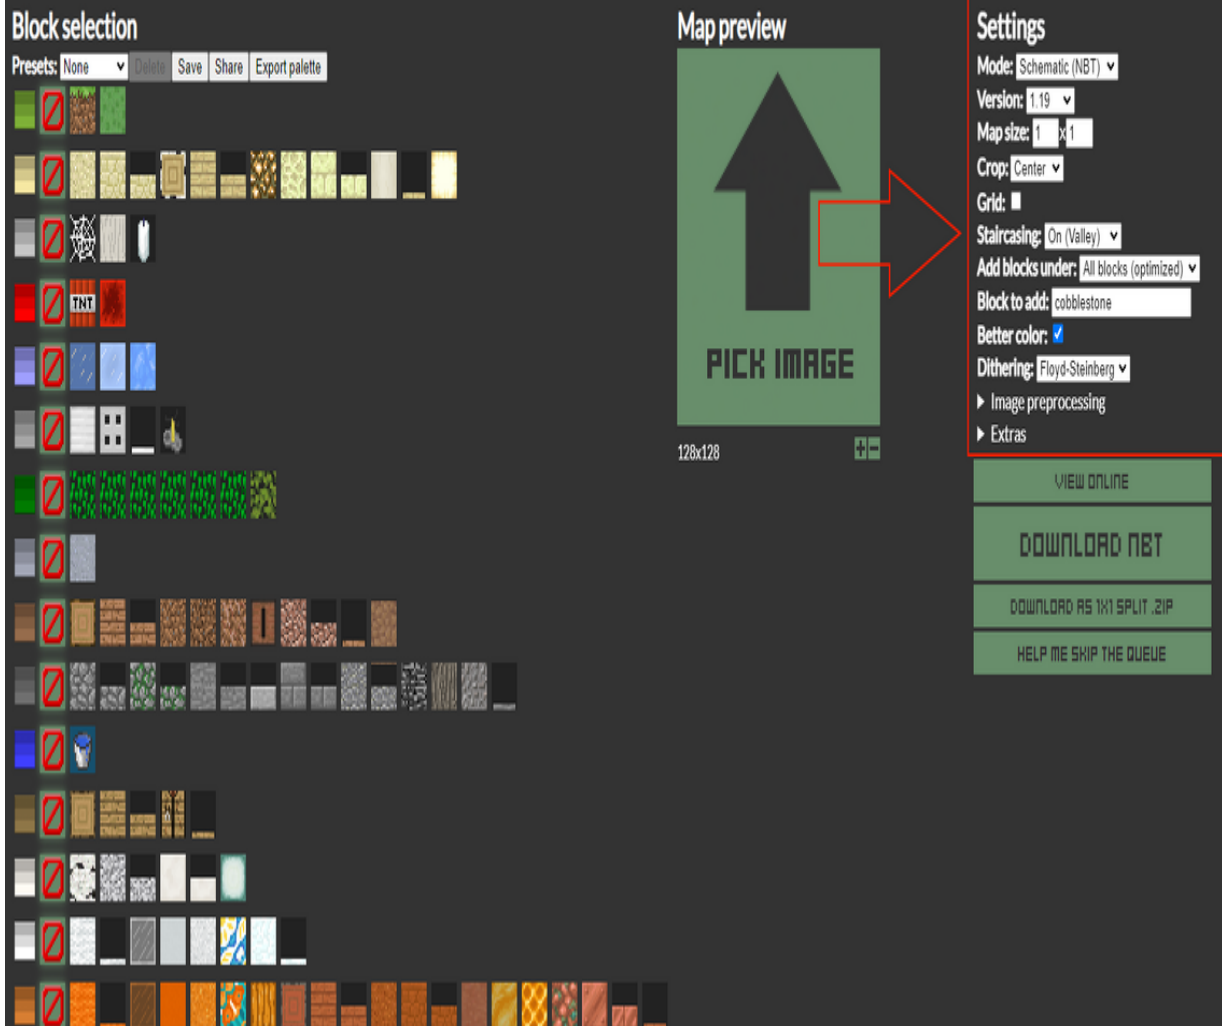 Block selection
Presets: None Delete Save Share Export palette
TNT
Map preview
PICK IMAGE
128x128
Settings
Mode: Schematic (NBT)
Version: 1.19
Map size: 1 x 1
Crop: Center
Grid:
Staircasing: On (Valley)
Add blocks under: All blocks (optimized)
Block to add: cobblestone
Better color:
Dithering: Floyd-Steinberg
Image preprocessing
Extras
VIEW ONLINE
DOWNLOAD NBT
DOWNLOAD AS 1X1 SPLIT .ZIP
HELP ME SKIP THE QUEUE